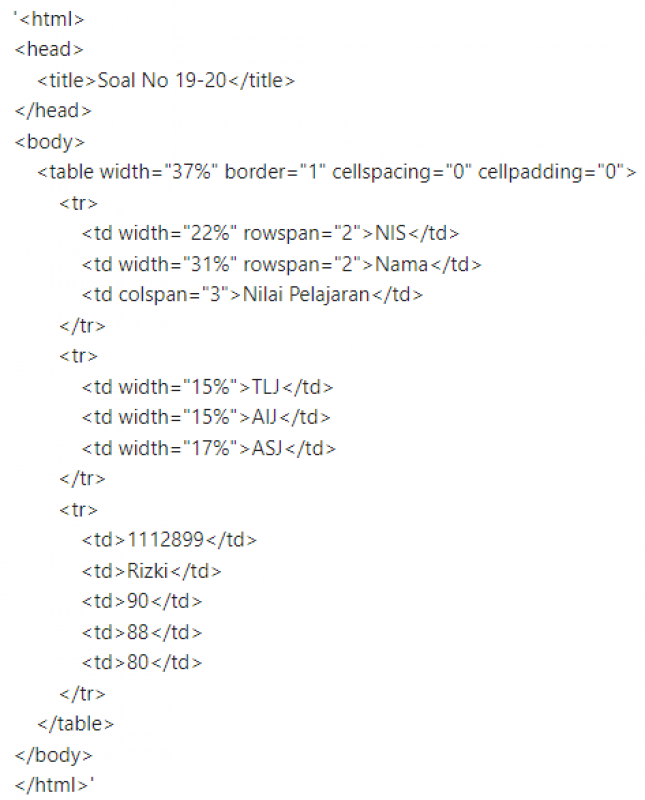 '<html>
<head>
<title>Soal No 19-20</title>
</head>
<body>
<table width="37%" border="1" cellspacing="0" cellpadding="0">
<tr>
<td width="22%" rowspan="2">NIS</td>
<td width="31%" rowspan="2">Nama</td>
<td colspan="3">Nilai Pelajaran</td>
</tr>
<tr>
<td width="15%">TLJ</td>
<td width="15%">AIJ</td>
<td width="17%">ASJ</td>
</tr>
<tr>
<td>1112899</td>
<td>Rizki</td>
<td>90</td>
<td>88</td>
<td>80</td>
</tr>
</table>
</body>
</html>'